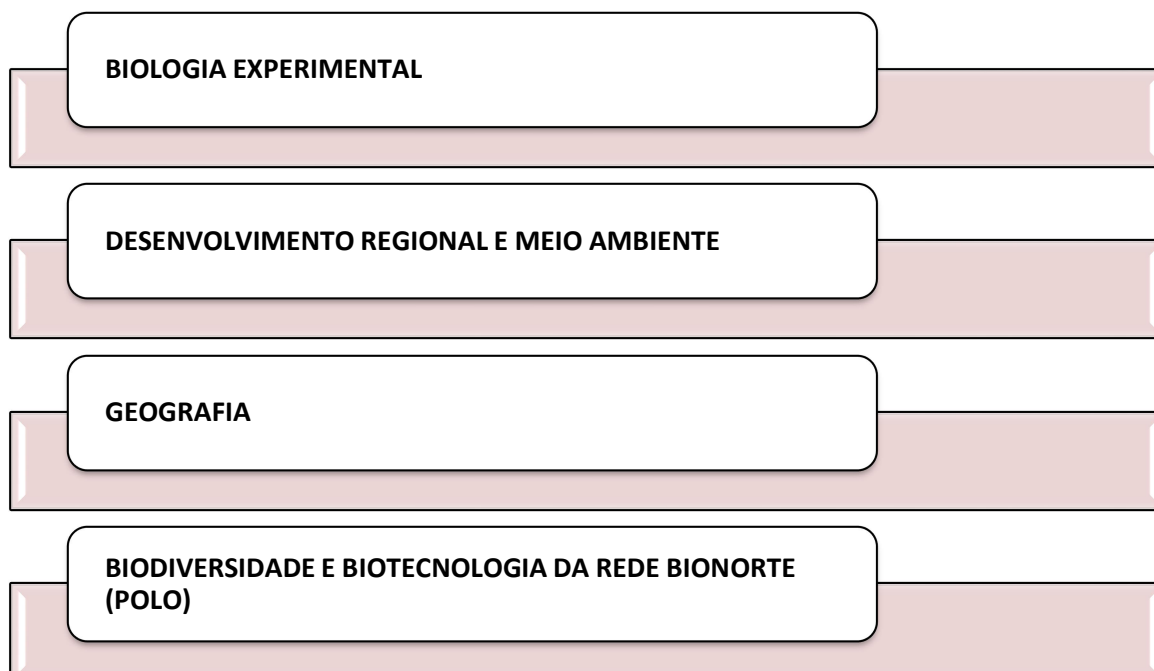 BIOLOGIA EXPERIMENTAL
DESENVOLVIMENTO REGIONAL E MEIO AMBIENTE
GEOGRAFIA
BIODIVERSIDADE E BIOTECNOLOGIA DA REDE BIONORTE
(POLO)